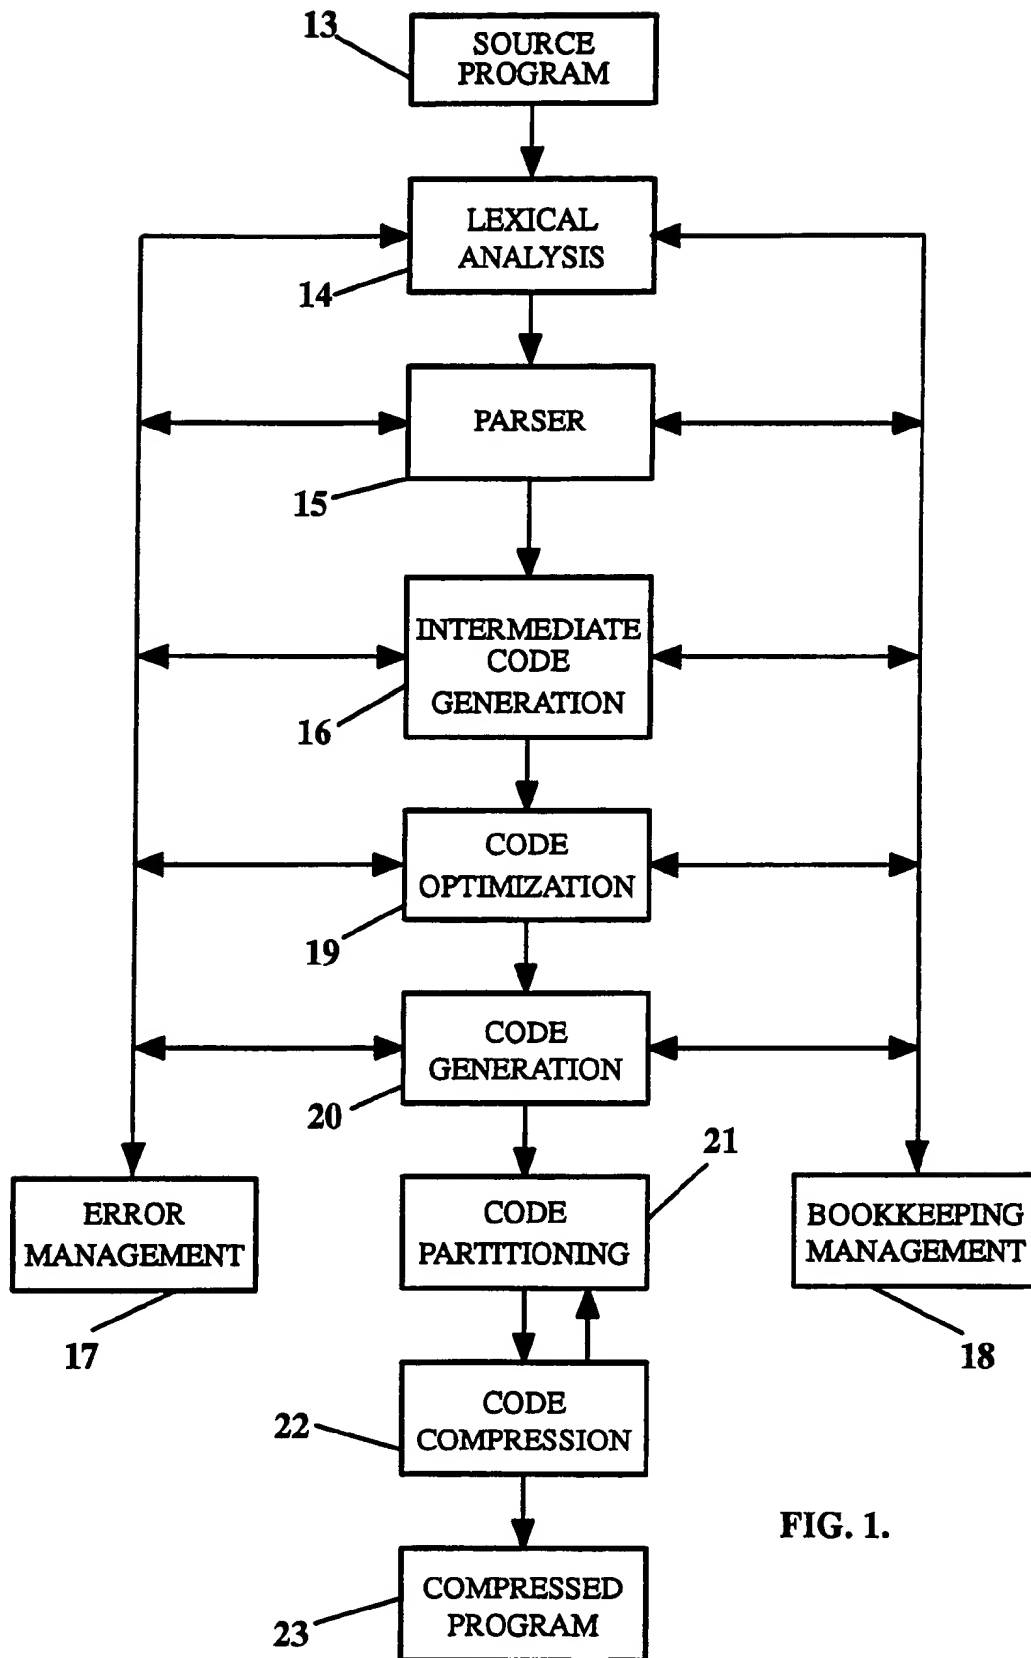 13
SOURCE
PROGRAM
LEXICAL
ANALYSIS
14
PARSER
15
INTERMEDIATE
CODE
GENERATION
16
CODE
OPTIMIZATION
19
CODE
GENERATION
20
21
ERROR
MANAGEMENT
CODE
PARTITIONING
BOOKKEEPING
MANAGEMENT
17
18
CODE
COMPRESSION
22
FIG. 1.
COMPRESSED
PROGRAM
23